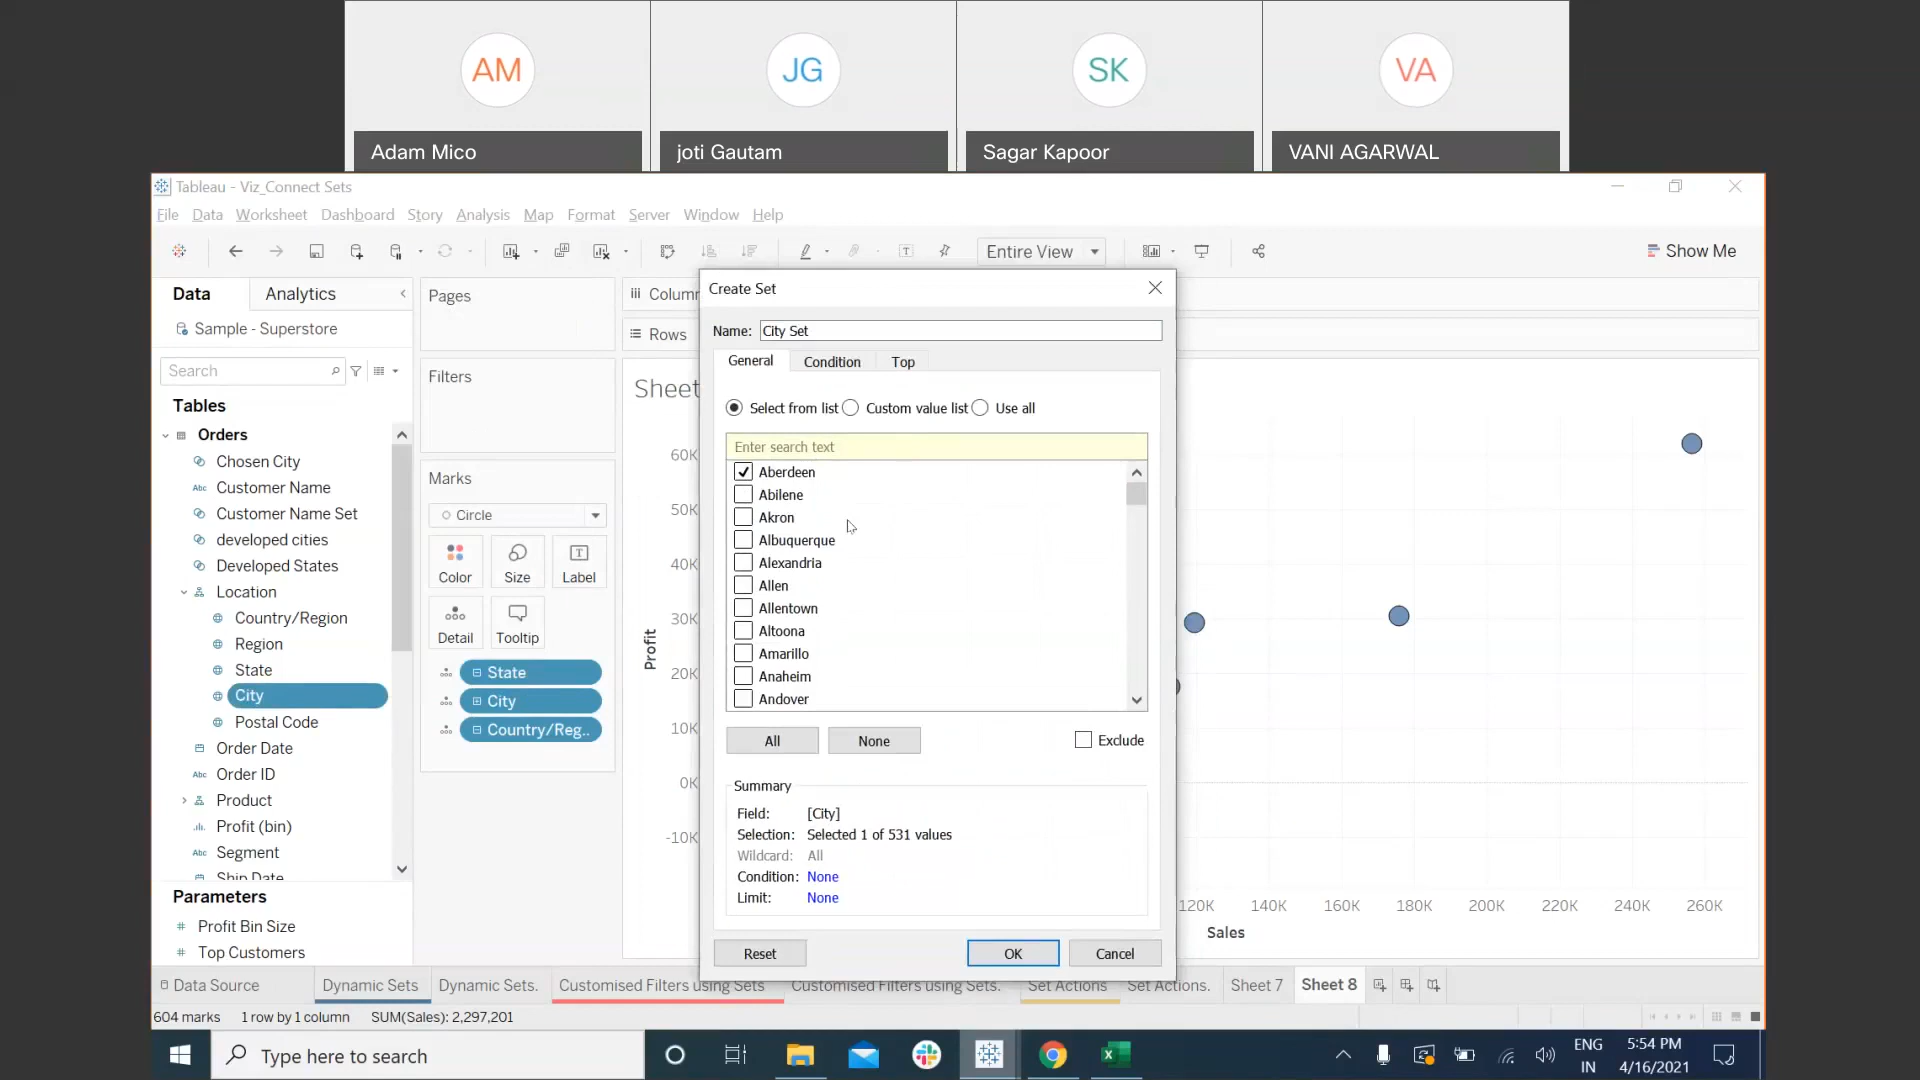 AM
JG
SK
VA
Adam Mico
joti Gautam
Sagar Kapoor
VANI AGARWAL
Tableau - Viz_Connect Sets
File Data Worksheet Dashboard Story Analysis Map Format Server Window Help
Entire View
Show Me
Data
Analytics
Sample - Superstore
Search
Tables
Orders
Chosen City
Customer Name
Customer Name Set
developed cities
Developed States
Location
Country/Region
Region
State
City
Postal Code
Order Date
Order ID
Product
Profit (bin)
Segment
Ship Date
Parameters
Profit Bin Size
Top Customers
Pages
Filters
Marks
Circle
Color
Size
Label
Detail
Tooltip
State
City
Country/Reg..
Colum
Rows
Sheet
Profit
60K
50K
40K
30K
20K
10K
0K
-10K
120K 140K 160K 180K 200K 220K 240K 260K
Sales
Create Set
Name: City Set
General Condition Top
Select from list Custom value list Use all
Enter search text
Aberdeen
Abilene
Akron
Albuquerque
Alexandria
Allen
Allentown
Altoona
Amarillo
Anaheim
Andover
All None Exclude
Summary
Field: [City]
Selection: Selected 1 of 531 values
Wildcard: All
Condition: None
Limit: None
Reset OK Cancel
Data Source Dynamic Sets Dynamic Sets. Customised Filters using Sets Customised Filters using Sets. Set Actions Set Actions. Sheet 7 Sheet 8
604 marks 1 row by 1 column SUM(Sales): 2,297,201
Type here to search
ENG
IN
5:54 PM
4/16/2021